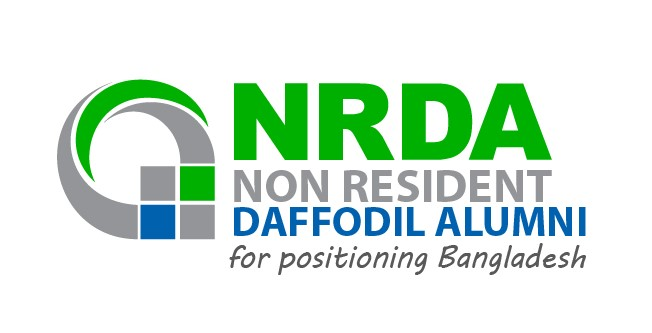 NRDA
NON RESIDENT
DAFFODIL ALUMNI
for positioning Bangladesh